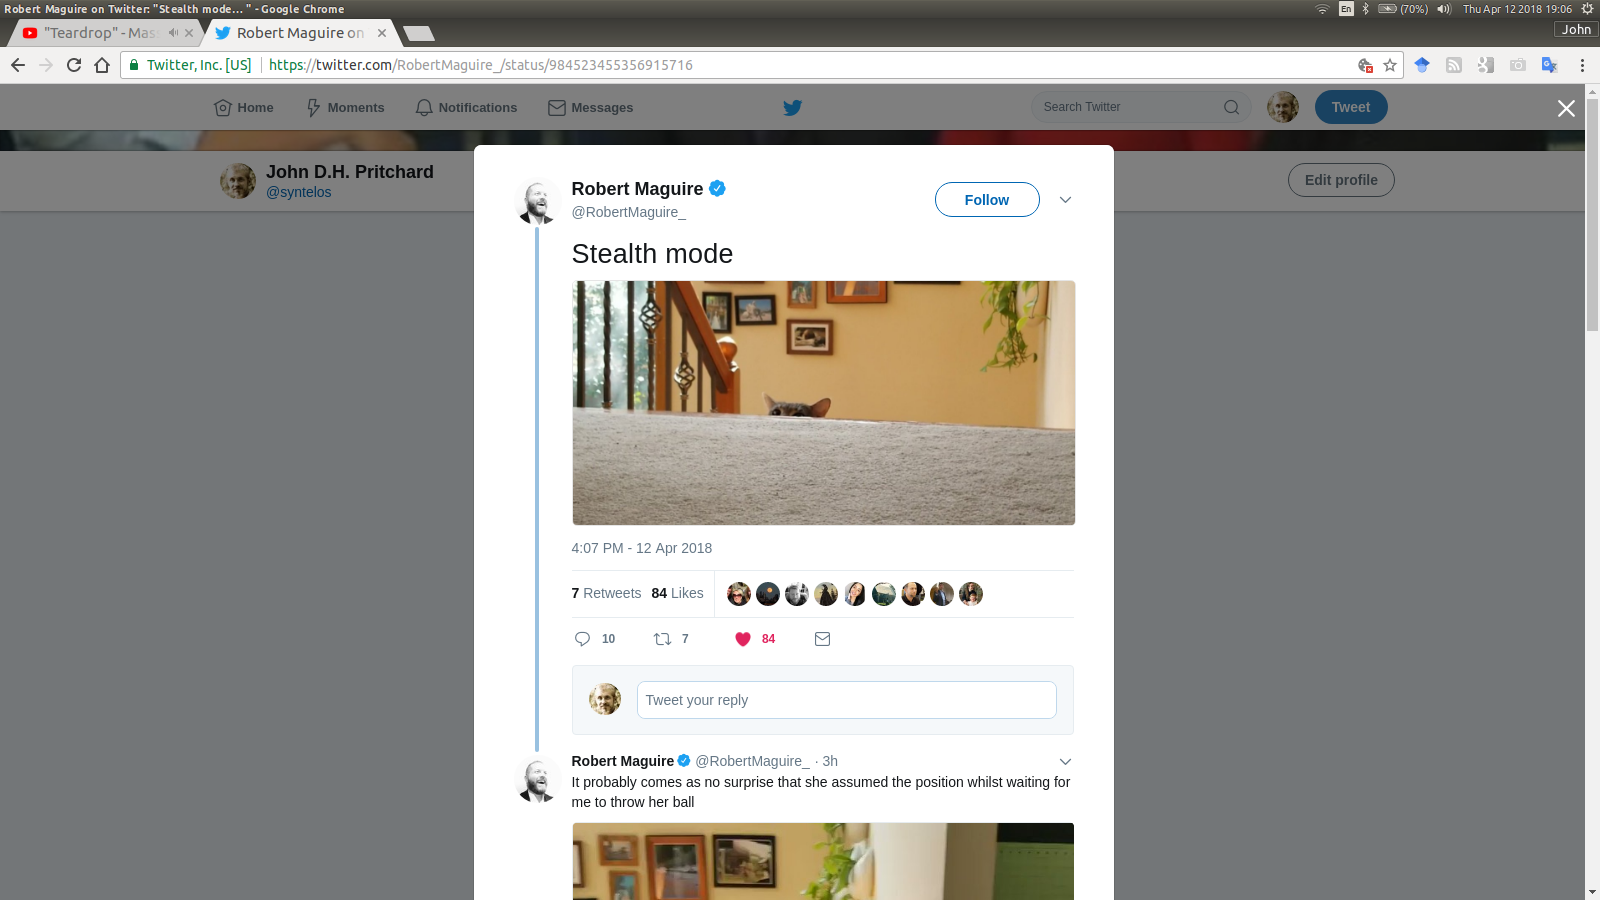 Robert Maguire on Twitter: "Stealth mode… " - Google Chrome
En (70%) Thu Apr 12 2018 19:06
"Teardrop" - Mas
Robert Maguire on
John
Twitter, Inc. [US] https://twitter.com/RobertMaguire_/status/984523455356915716
Home Moments Notifications Messages Search Twitter Tweet
John D.H. Pritchard
@syntelos
Edit profile
Robert Maguire
@RobertMaguire_
Follow
Stealth mode
4:07 PM - 12 Apr 2018
7 Retweets 84 Likes
10 7 84
Tweet your reply
Robert Maguire @RobertMaguire_ · 3h
It probably comes as no surprise that she assumed the position whilst waiting for
me to throw her ball